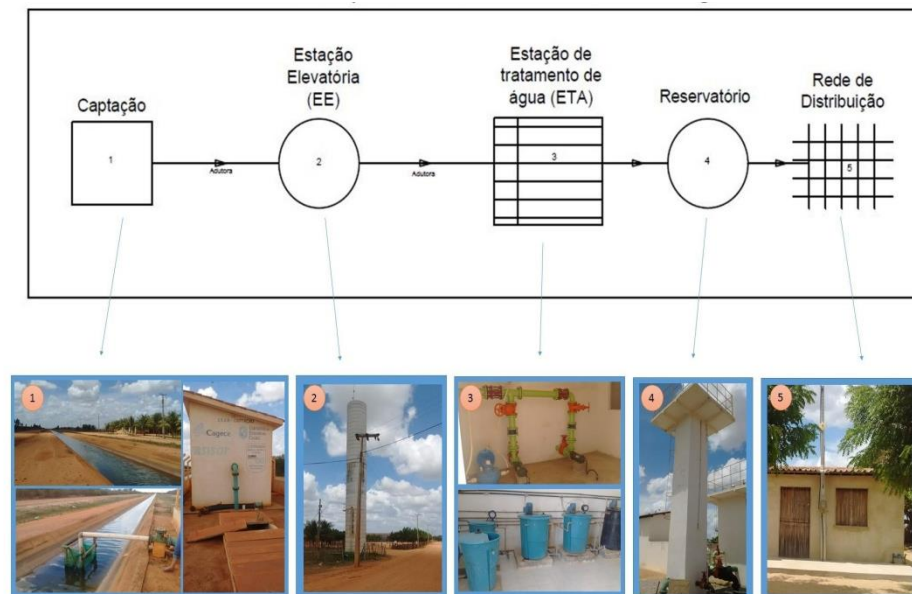 Captação
Estação
Elevatória
(EE)
Estação de
tratamento de
água (ETA)
Reservatório
Rede de
Distribuição
1
Adutora
2
Adutora
3
4
5
1
Cagece
2
3
4
5